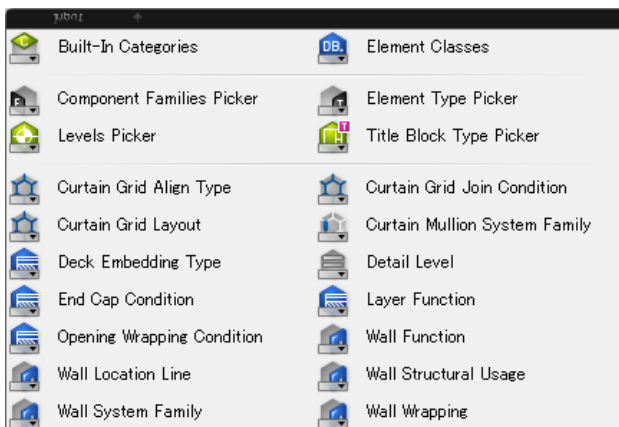 Input
Built-In Categories
DB.
Element Classes
Component Families Picker
Element Type Picker
Levels Picker
Title Block Type Picker
Curtain Grid Align Type
Curtain Grid Join Condition
Curtain Grid Layout
Curtain Mullion System Family
Deck Embedding Type
Detail Level
End Cap Condition
Layer Function
Opening Wrapping Condition
Wall Function
Wall Location Line
Wall Structural Usage
Wall System Family
Wall Wrapping